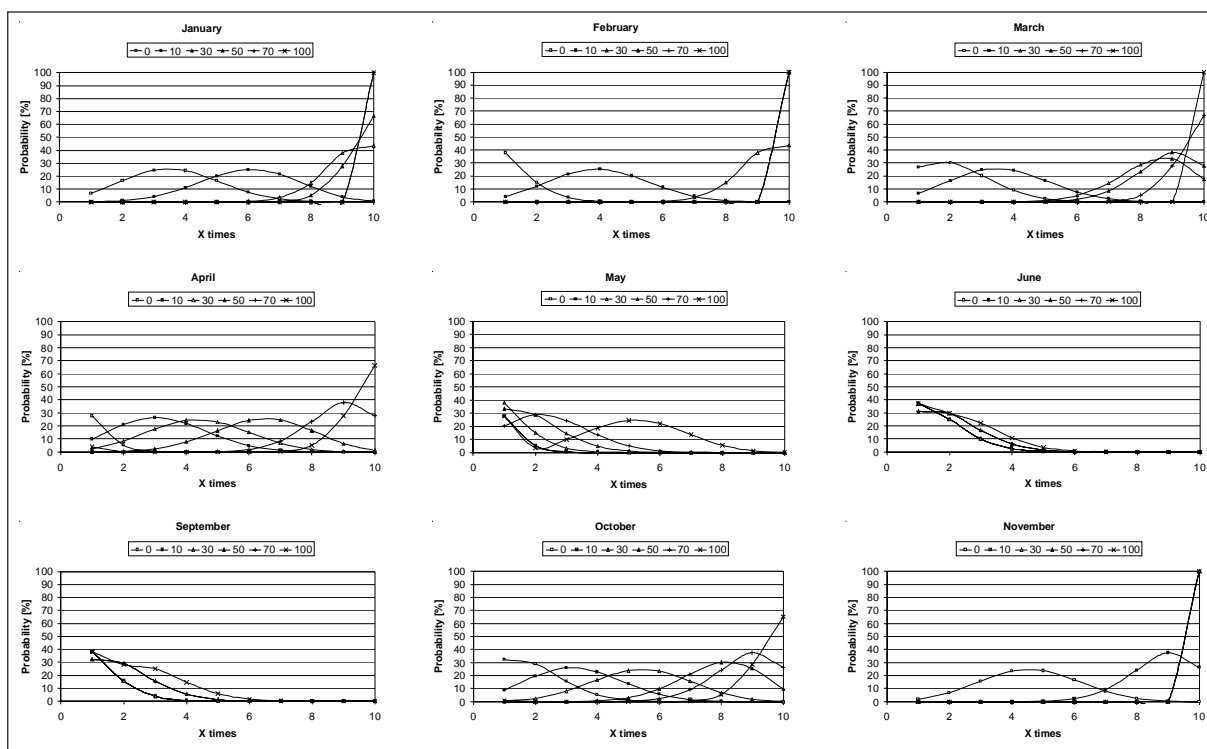 January
0 10 30 50 70 100
100
90
80
70
60
50
40
30
20
10
0
Probability [%]
0 2 4 6 8 10
X times
February
0 10 30 50 70 100
100
90
80
70
60
50
40
30
20
10
0
Probability [%]
0 2 4 6 8 10
X times
March
0 10 30 50 70 100
100
90
80
70
60
50
40
30
20
10
0
Probability [%]
0 2 4 6 8 10
X times
April
0 10 30 50 70 100
100
90
80
70
60
50
40
30
20
10
0
Probability [%]
0 2 4 6 8 10
X times
May
0 10 30 50 70 100
100
90
80
70
60
50
40
30
20
10
0
Probability [%]
0 2 4 6 8 10
X times
June
0 10 30 50 70 100
100
90
80
70
60
50
40
30
20
10
0
Probability [%]
0 2 4 6 8 10
X times
September
0 10 30 50 70 100
100
90
80
70
60
50
40
30
20
10
0
Probability [%]
0 2 4 6 8 10
X times
October
0 10 30 50 70 100
100
90
80
70
60
50
40
30
20
10
0
Probability [%]
0 2 4 6 8 10
X times
November
0 10 30 50 70 100
100
90
80
70
60
50
40
30
20
10
0
Probability [%]
0 2 4 6 8 10
X times